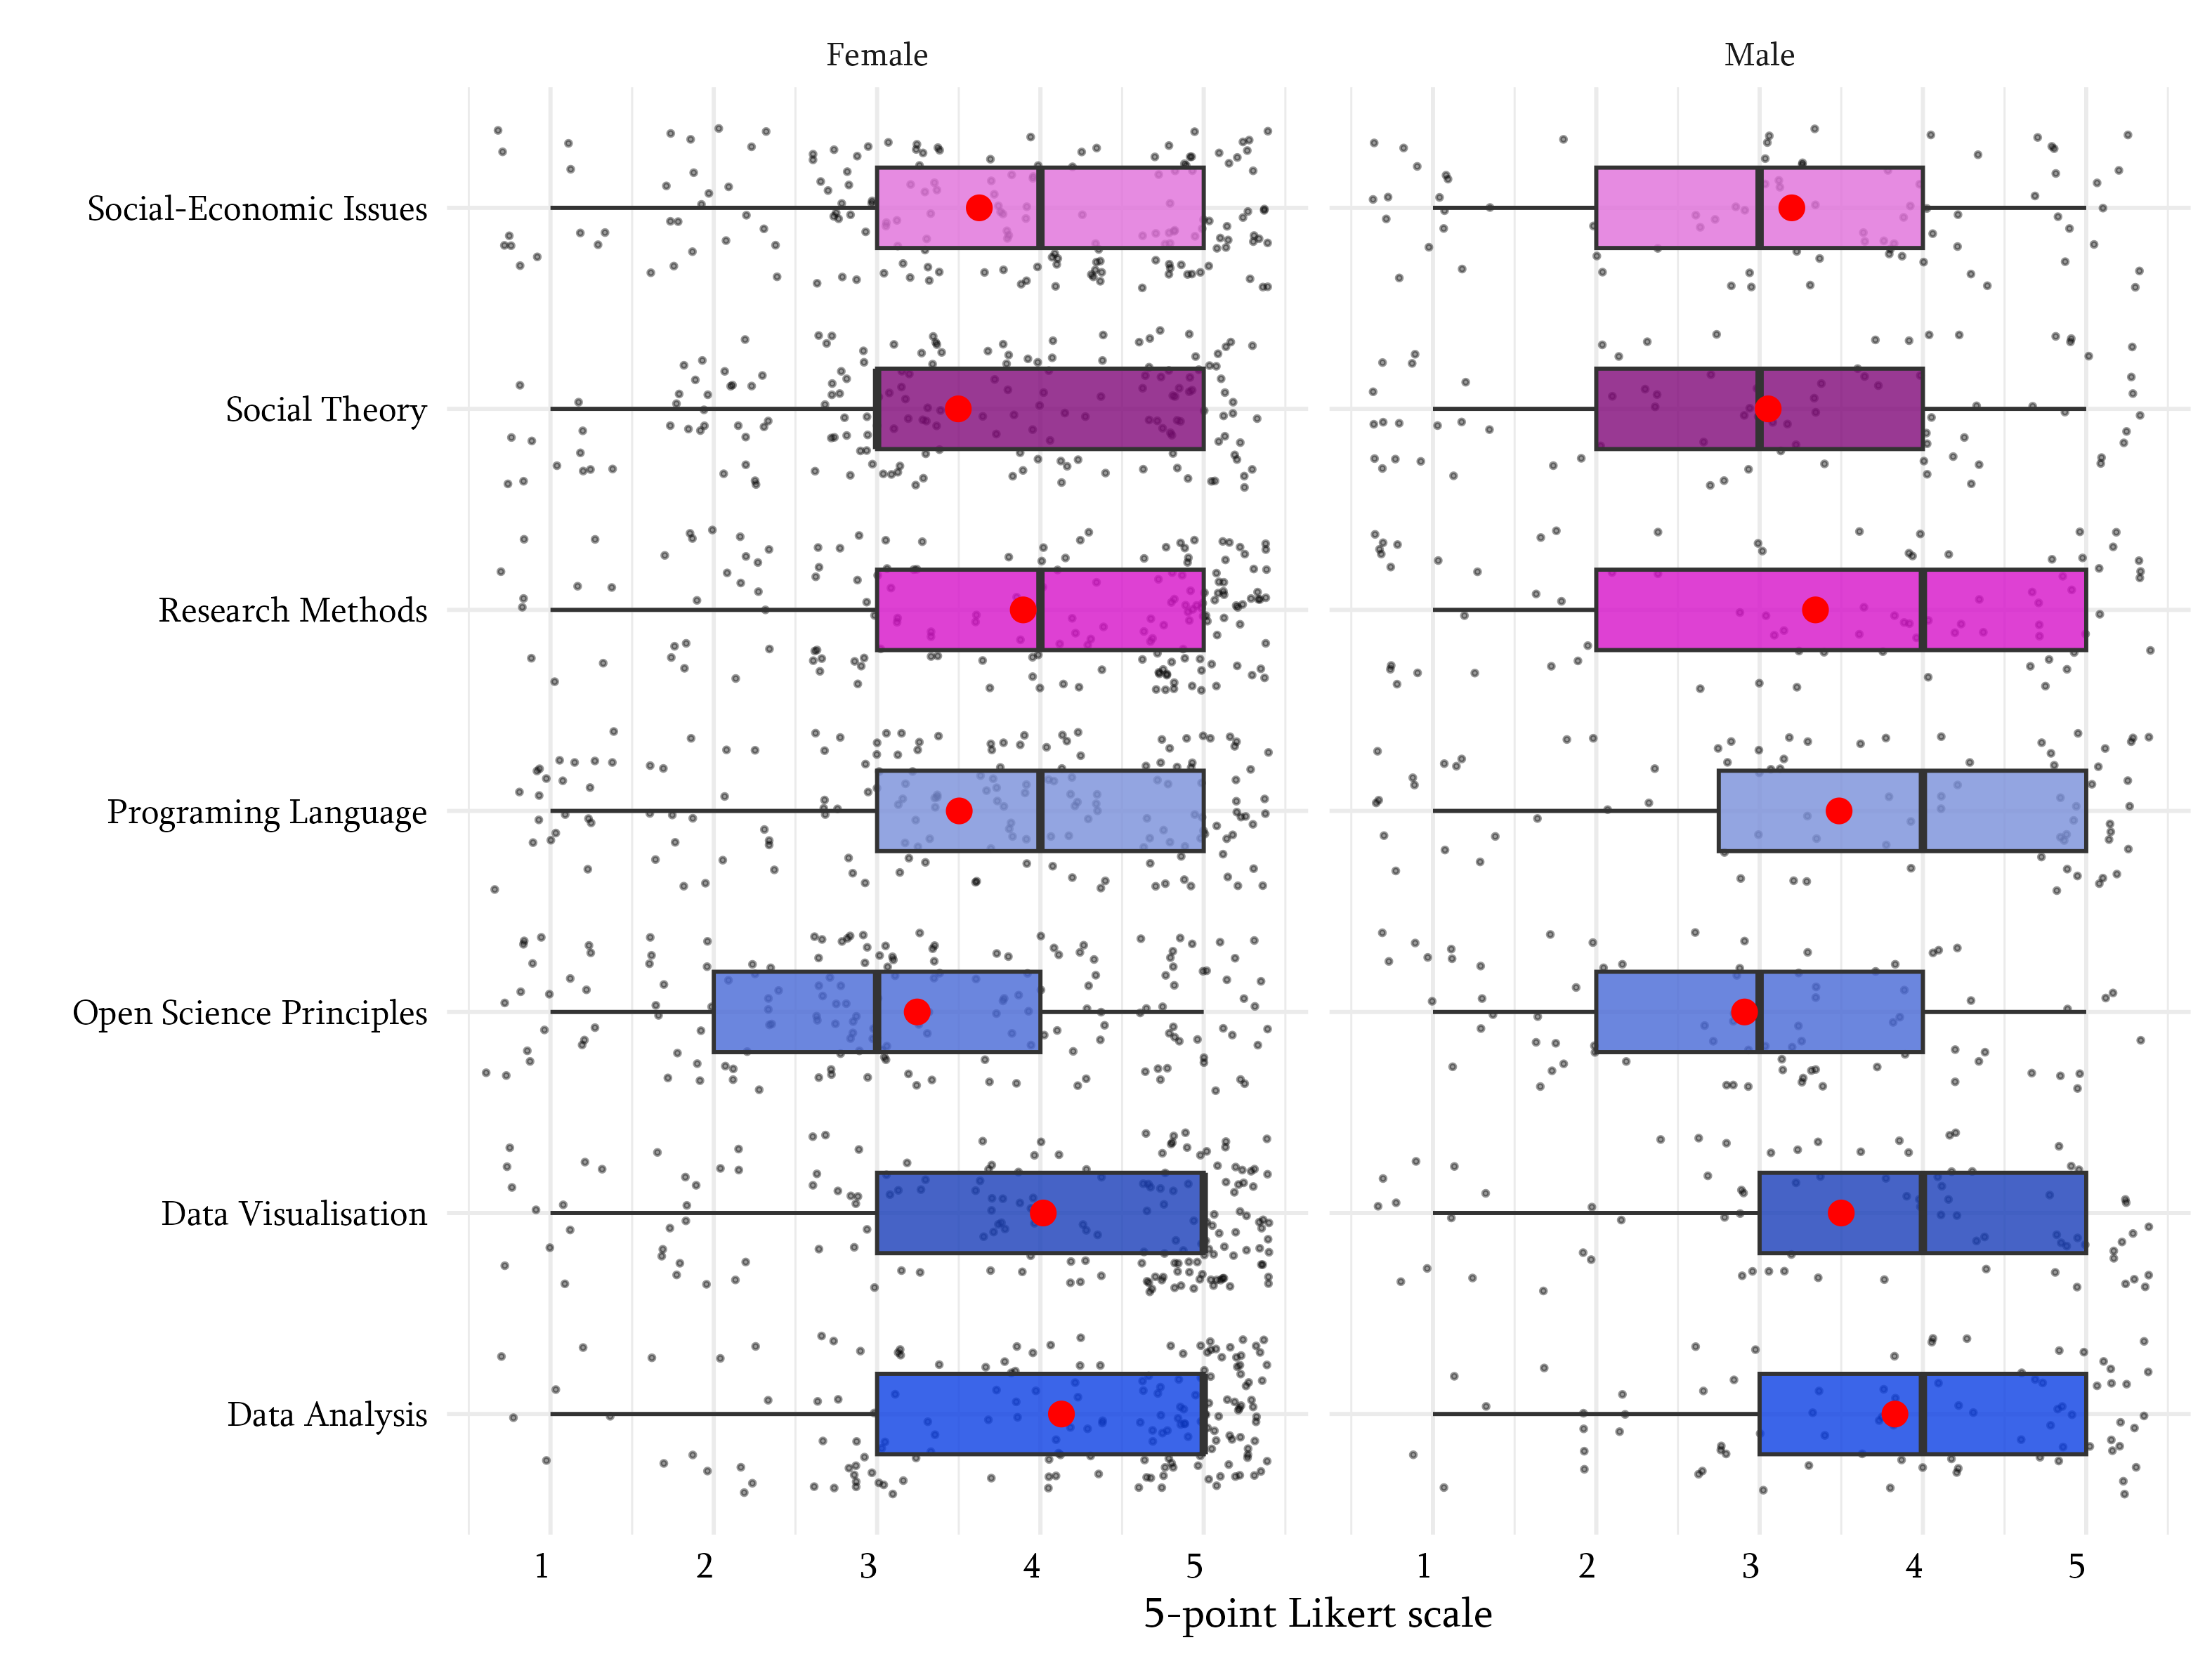 Female Male
Social-Economic Issues
Social Theory
Research Methods
Programing Language
Open Science Principles
Data Visualisation
Data Analysis
1 2 3 4 5 1 2 3 4 5
5-point Likert scale